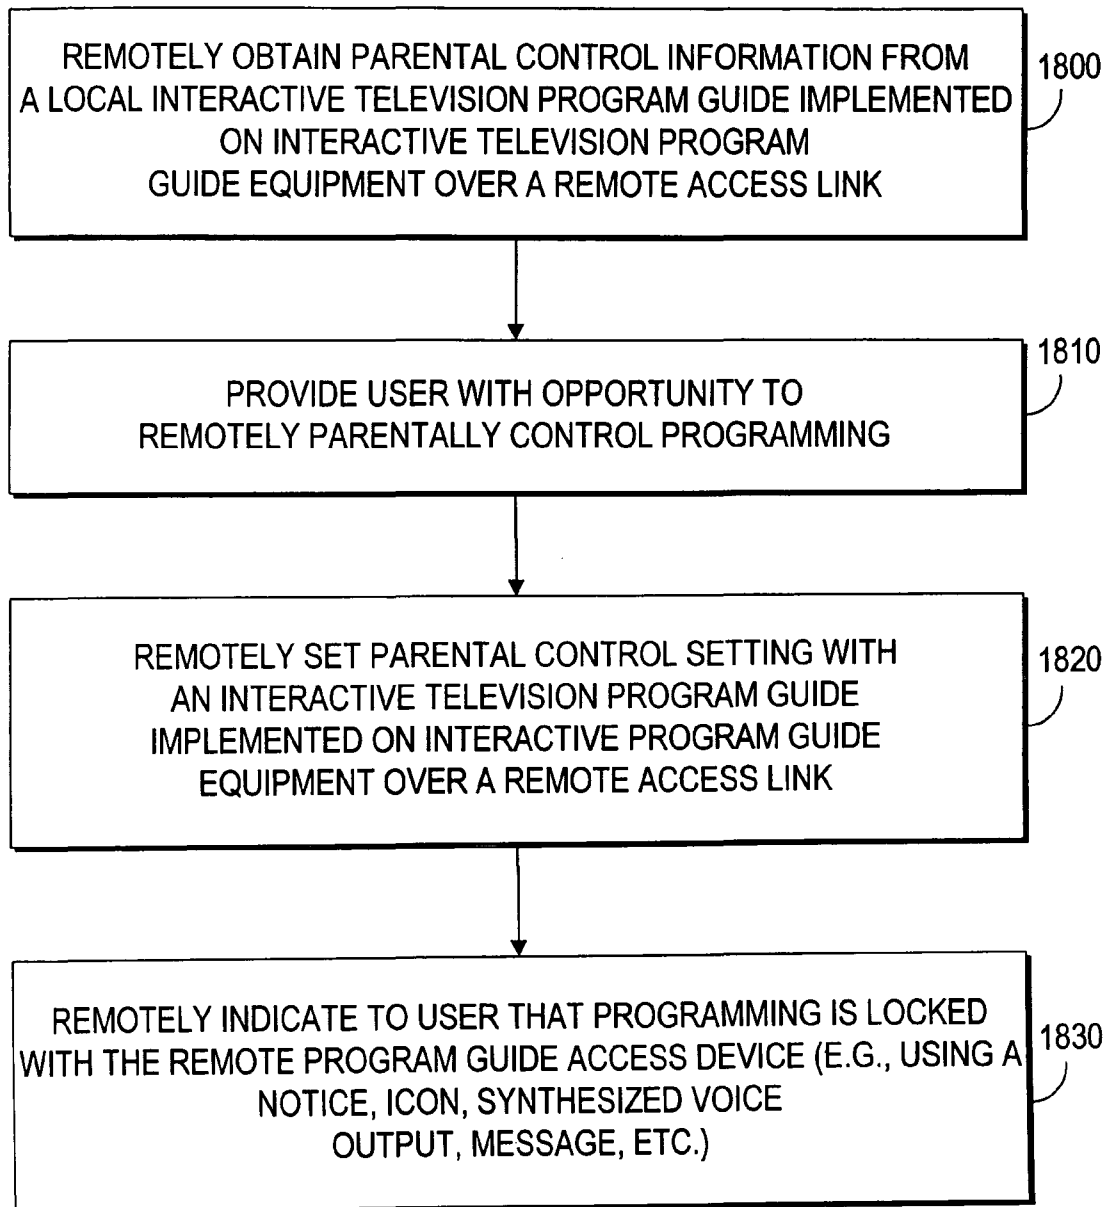 REMOTELY OBTAIN PARENTAL CONTROL INFORMATION FROM
A LOCAL INTERACTIVE TELEVISION PROGRAM GUIDE IMPLEMENTED
ON INTERACTIVE TELEVISION PROGRAM
GUIDE EQUIPMENT OVER A REMOTE ACCESS LINK
1800
PROVIDE USER WITH OPPORTUNITY TO
REMOTELY PARENTALLY CONTROL PROGRAMMING
1810
REMOTELY SET PARENTAL CONTROL SETTING WITH
AN INTERACTIVE TELEVISION PROGRAM GUIDE
IMPLEMENTED ON INTERACTIVE PROGRAM GUIDE
EQUIPMENT OVER A REMOTE ACCESS LINK
1820
REMOTELY INDICATE TO USER THAT PROGRAMMING IS LOCKED
WITH THE REMOTE PROGRAM GUIDE ACCESS DEVICE (E.G., USING A
NOTICE, ICON, SYNTHESIZED VOICE
OUTPUT, MESSAGE, ETC.)
1830